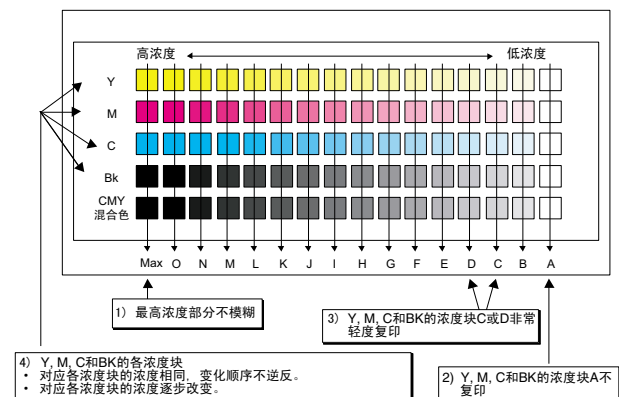 高浓度 低浓度
Y
M
C
Bk
CMY
混合色
Max O N M L K J I H G F E D C B A
1) 最高浓度部分不模糊
3) Y, M, C和BK的浓度块C或D非常
轻度复印
4) Y, M, C和BK的各浓度块
• 对应各浓度块的浓度相同，变化顺序不逆反。
• 对应各浓度块的浓度逐步改变。
2) Y, M, C和BK的浓度块A不
复印